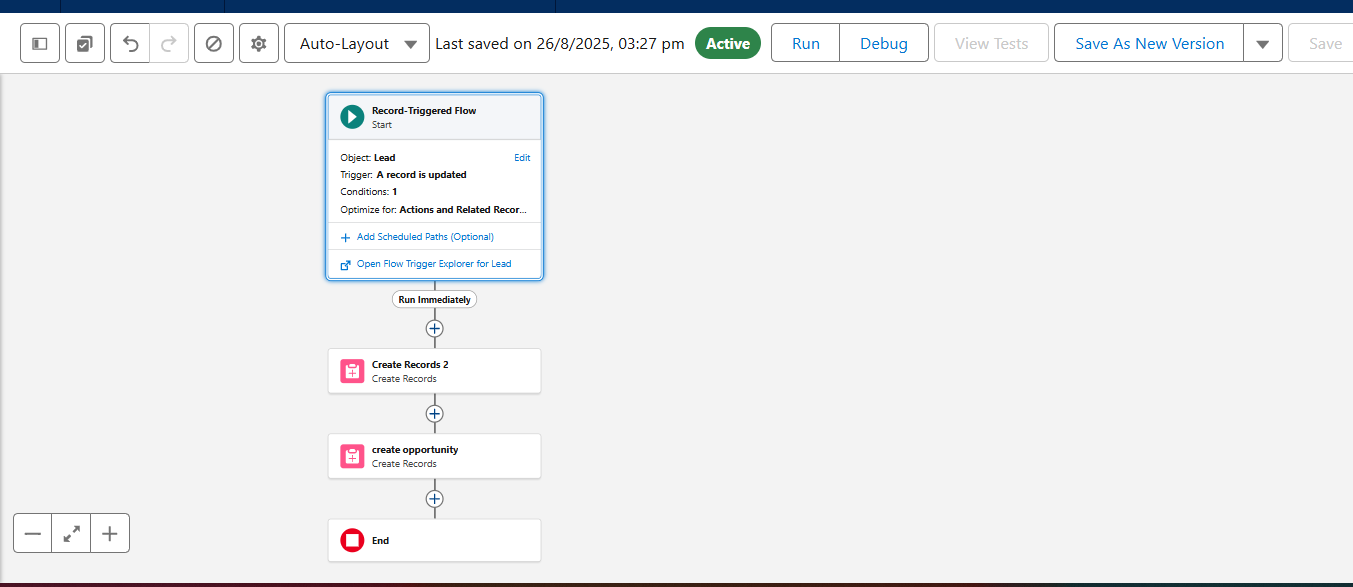 Auto-Layout Last saved on 26/8/2025, 03:27 pm Active Run Debug View Tests Save As New Version Save
Record-Triggered Flow
Start
Object: Lead Edit
Trigger: A record is updated
Conditions: 1
Optimize for: Actions and Related Recor...
Add Scheduled Paths (Optional)
Open Flow Trigger Explorer for Lead
Run Immediately
Create Records 2
Create Records
create opportunity
Create Records
End